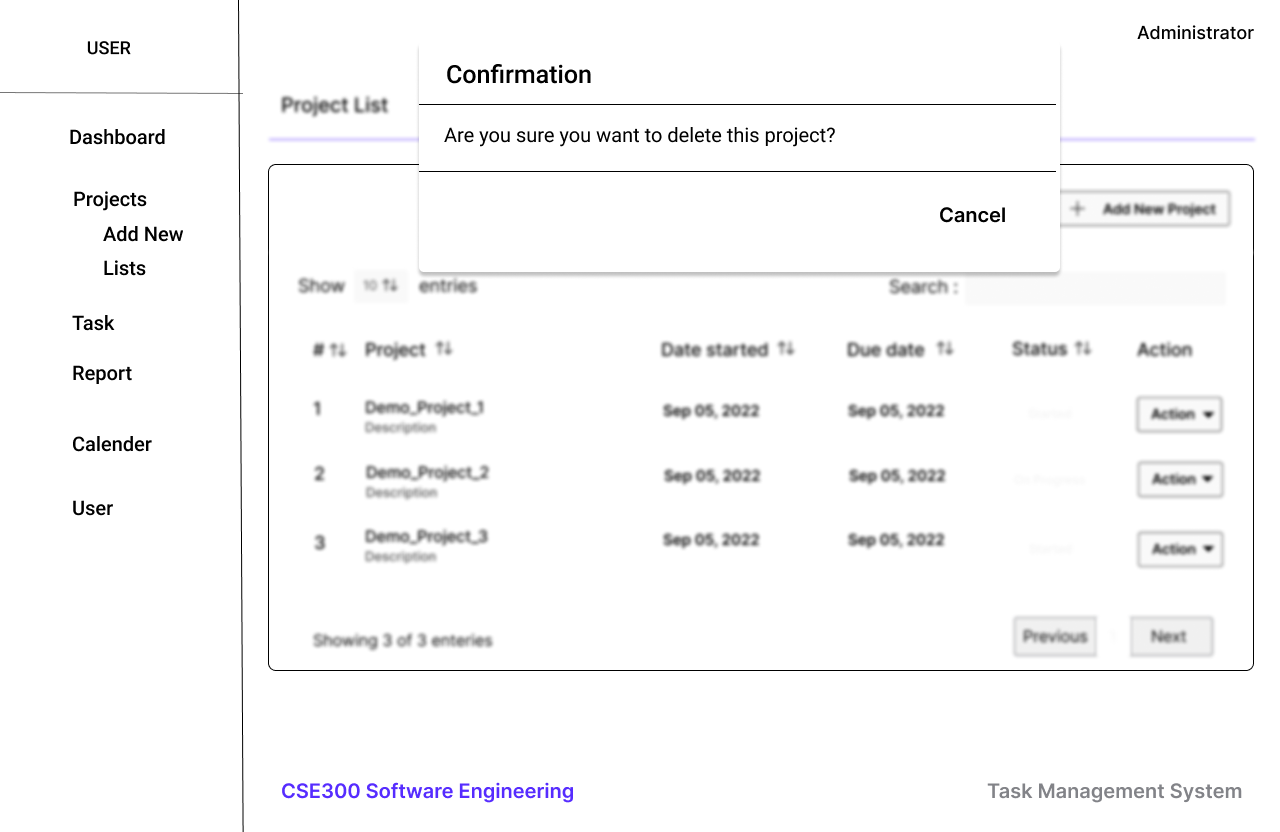 USER
Administrator
Confirmation
Project List
Dashboard
Are you sure you want to delete this project?
Projects
Add New
Lists
Cancel
Add New Project
Show 10 entries
Search :
Task
Report
Calender
User
# Project Date started Due date Status Action
1 Demo_Project_1 Sep 05, 2022 Sep 05, 2022 Action
Description
2 Demo_Project_2 Sep 05, 2022 Sep 05, 2022 Action
Description
3 Demo_Project_3 Sep 05, 2022 Sep 05, 2022 Action
Description
Showing 3 of 3 enteries
Previous
Next
CSE300 Software Engineering
Task Management System